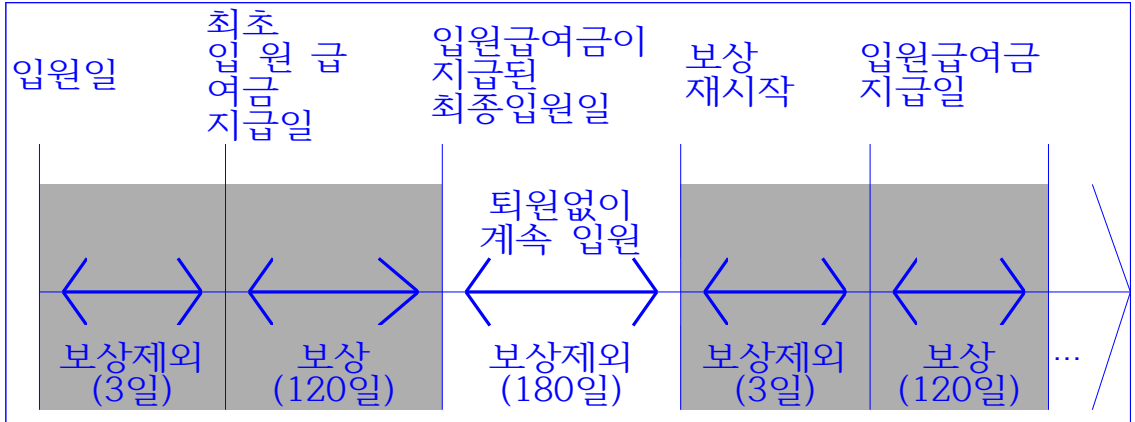 입원일
최초
입 원 급
여금
지급일
입원급여금이
지급된
최종입원일
보상
재시작
입원급여금
지급일
퇴원없이
계속 입원
보상제외
(3일)
보상
(120일)
보상제외
(180일)
보상제외
(3일)
보상
(120일)
...